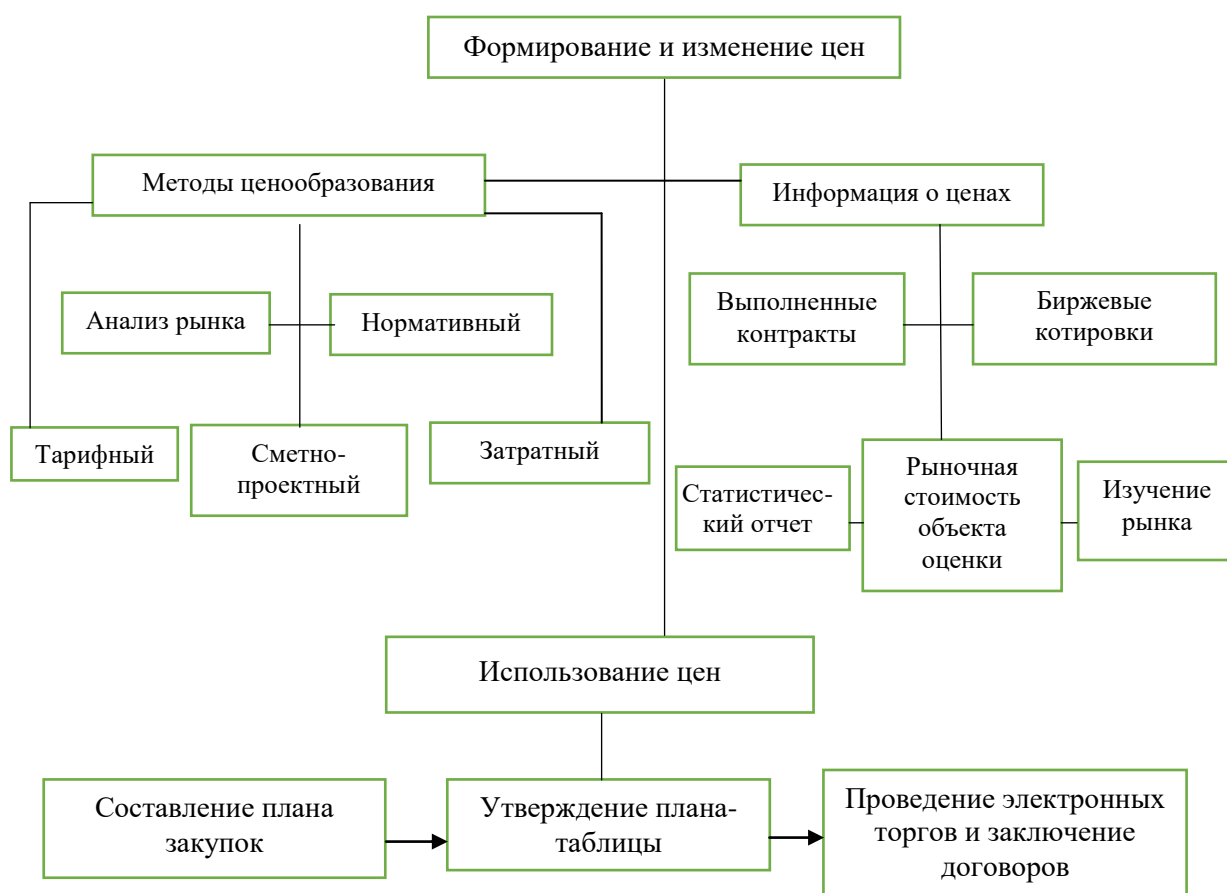 Формирование и изменение цен
Методы ценообразования
Информация о ценах
Анализ рынка
Нормативный
Выполненные
контракты
Биржевые
котировки
Тарифный
Сметно-
проектный
Затратный
Статистичес-
кий отчет
Рыночная
стоимость
объекта
оценки
Изучение
рынка
Использование цен
Составление плана
закупок
Утверждение плана-
таблицы
Проведение электронных
торгов и заключение
договоров